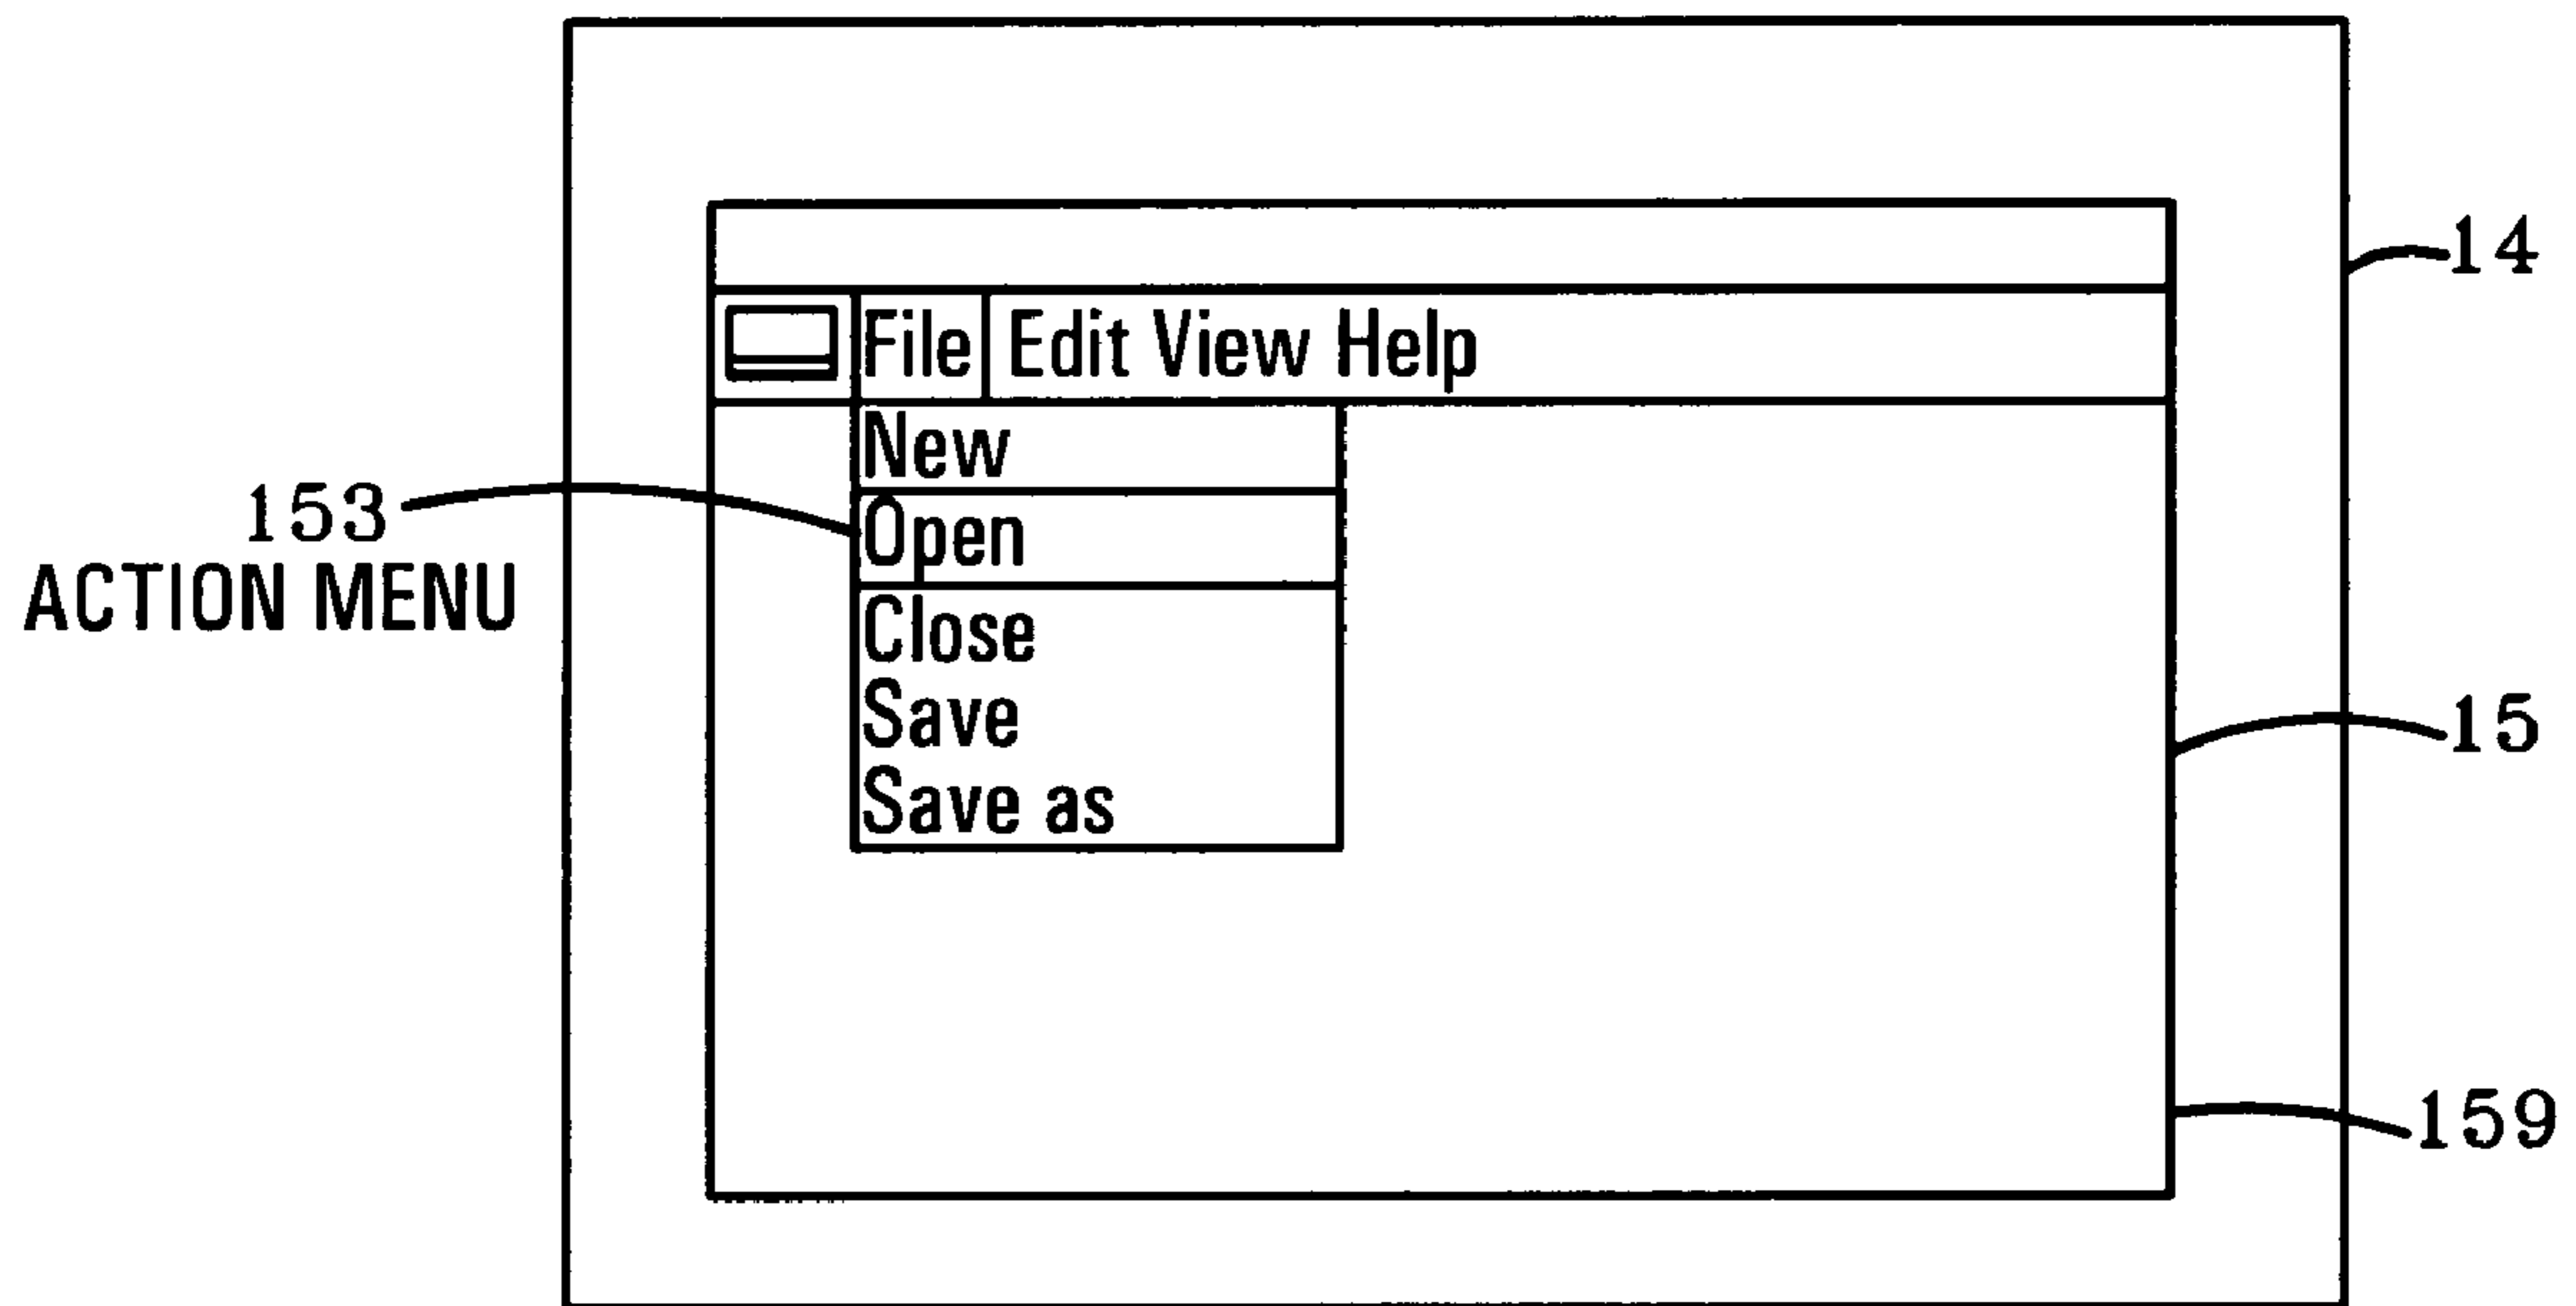 14
File Edit View Help
New
153
ACTION MENU
Open
Close
Save
Save as
15
159